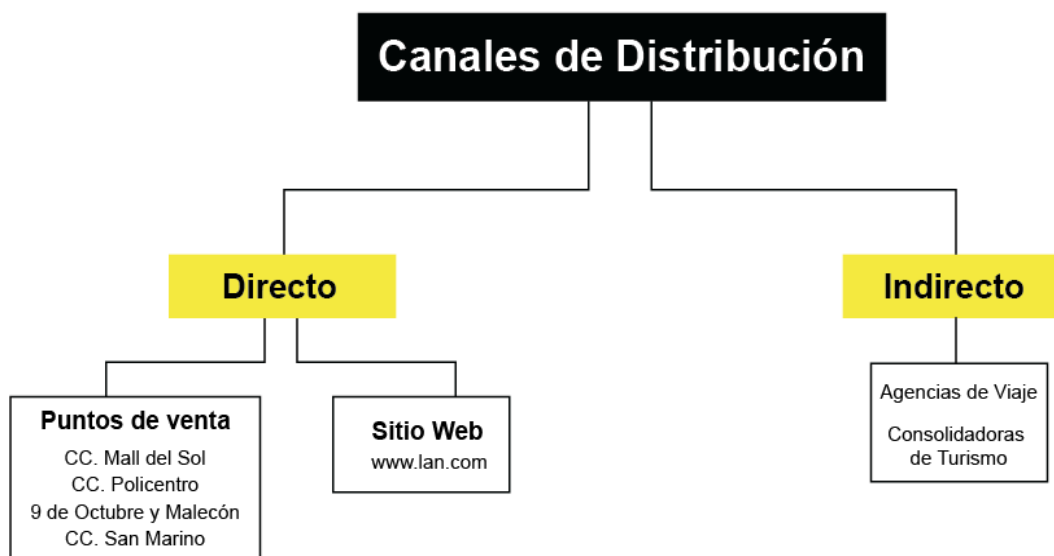 Canales de Distribución
Directo
Indirecto
Puntos de venta
CC. Mall del Sol
CC. Policentro
9 de Octubre y Malecón
CC. San Marino
Sitio Web
www.lan.com
Agencias de Viaje
Consolidadoras
de Turismo